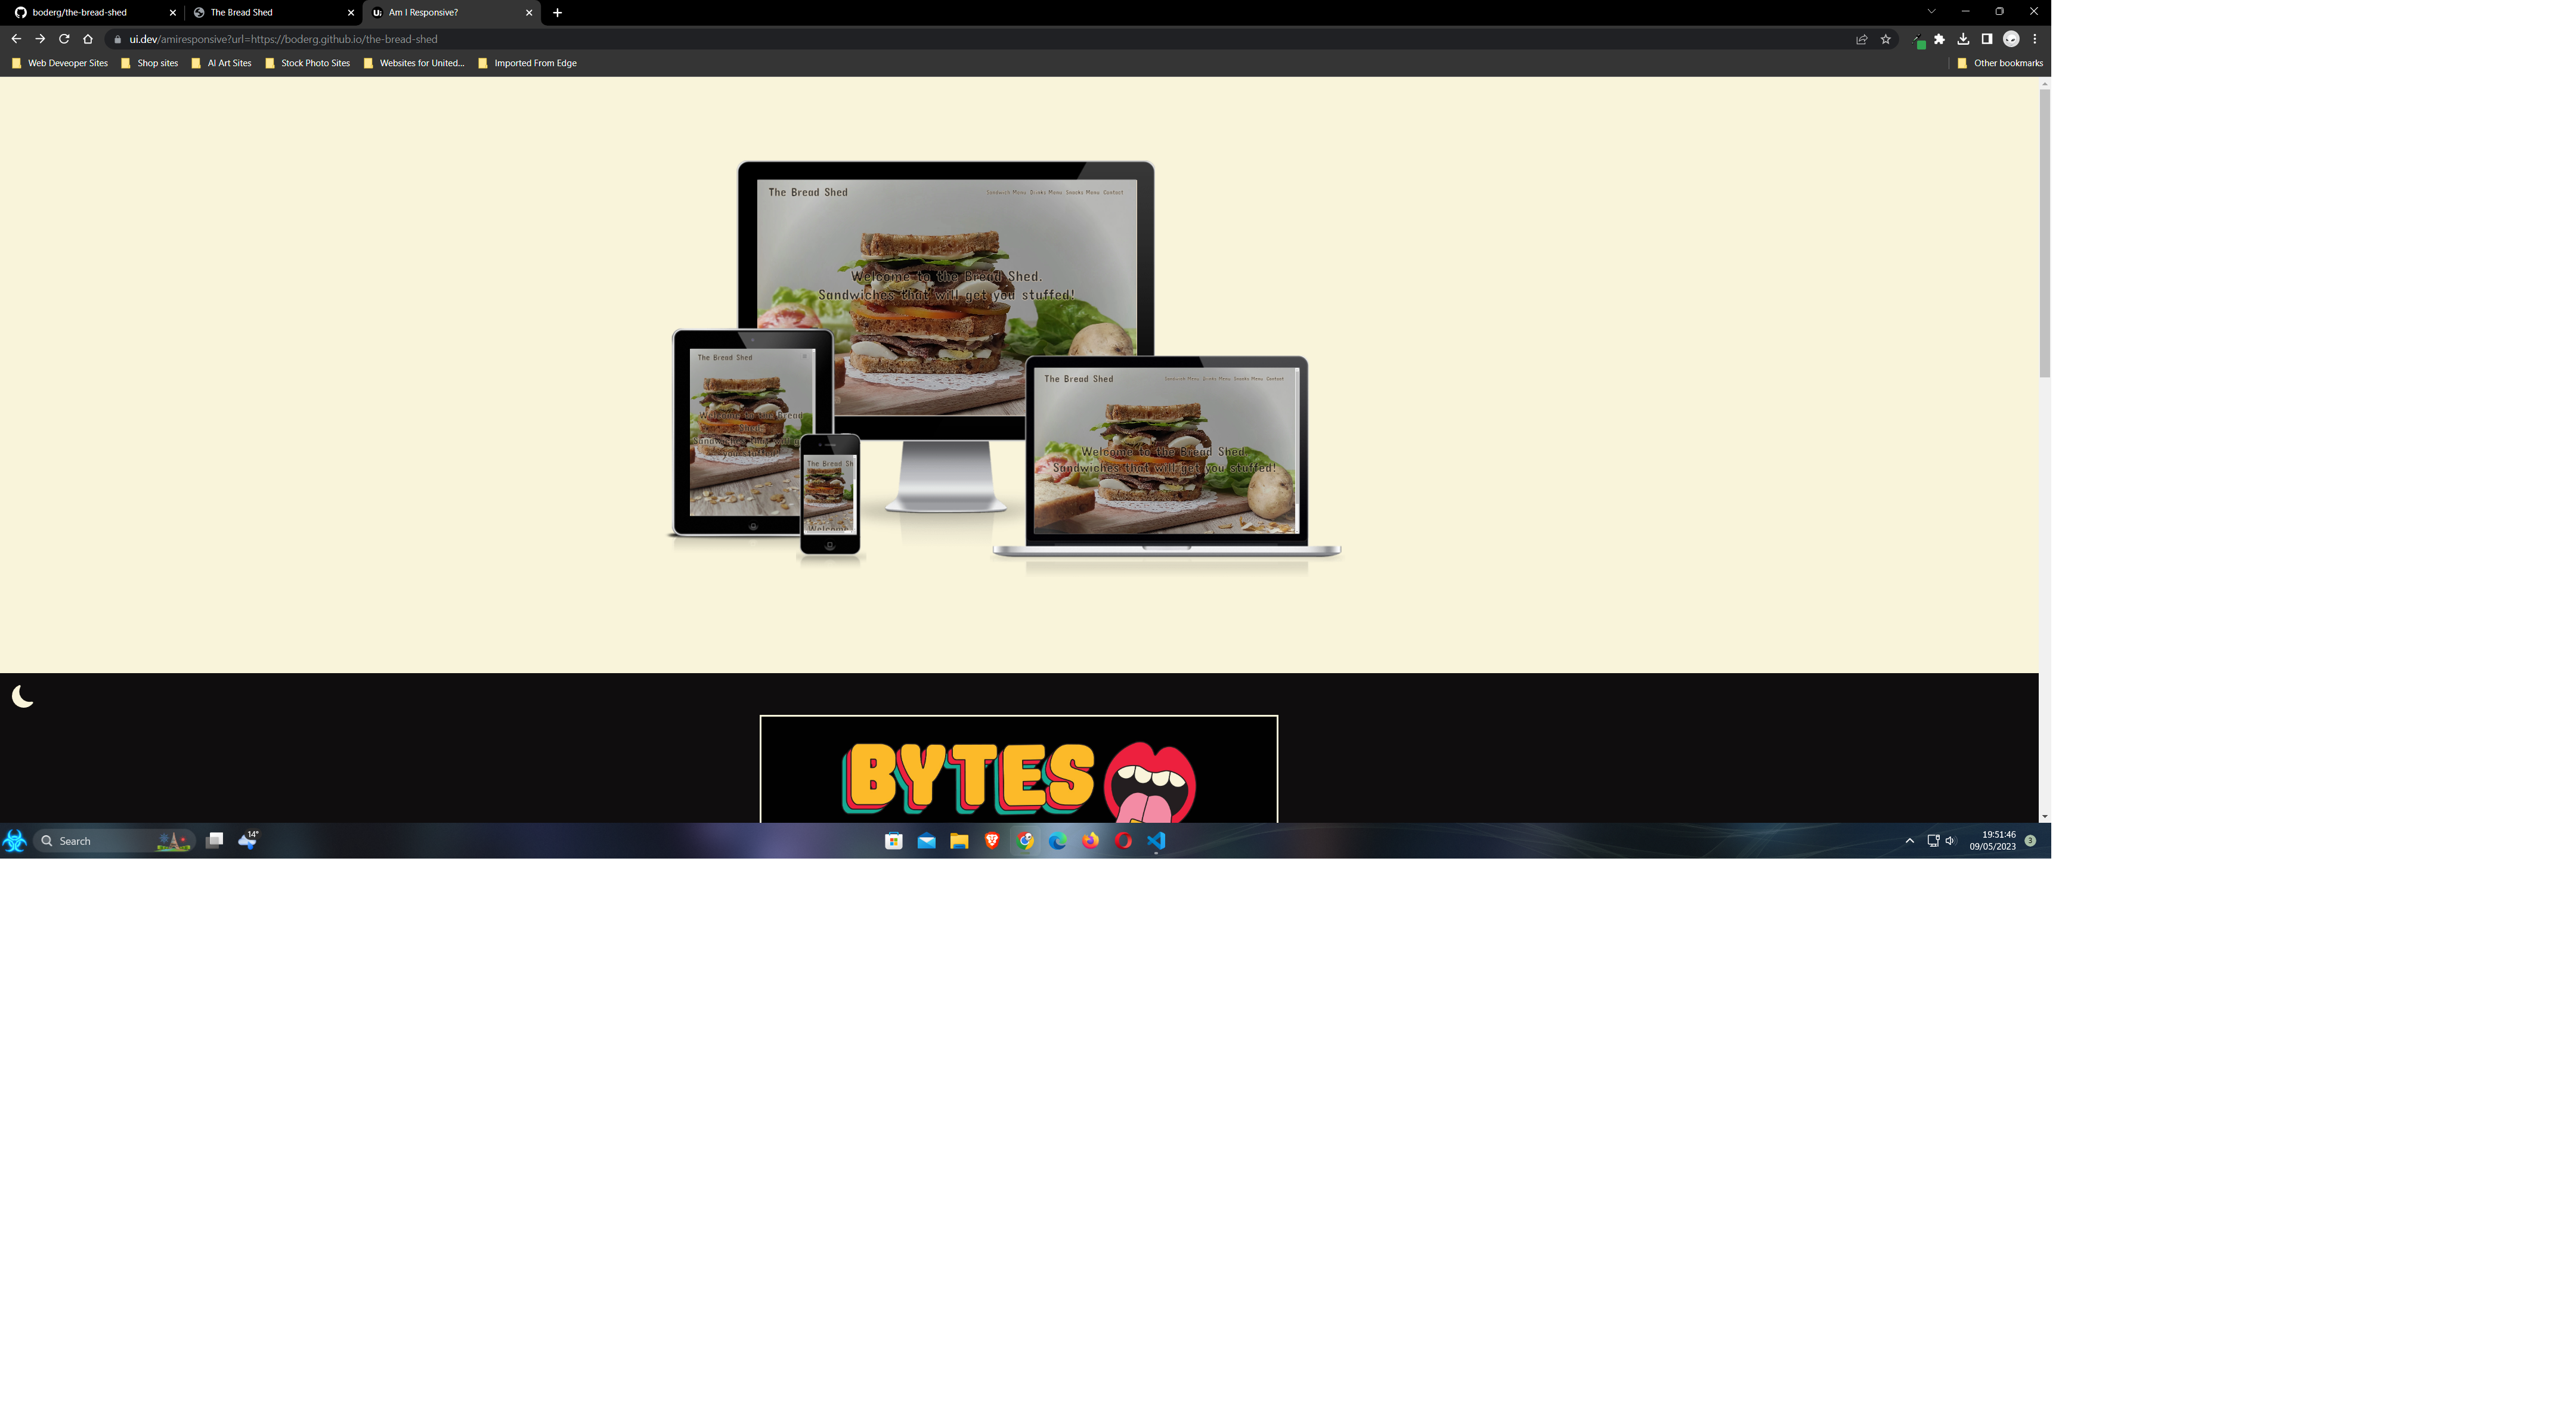 boderg/the-bread-shed
The Bread Shed
Am I Responsive?
ui.dev/amiresponsive?url=https://boderg.github.io/the-bread-shed
Web Deveoper Sites
Shop sites
AI Art Sites
Stock Photo Sites
Websites for United...
Imported From Edge
Other bookmarks
The Bread Shed
Sandwich Menu Drinks Menu Snacks Menu Contact
Welcome to the Bread Shed.
Sandwiches that will get you stuffed!
The Bread Shed
Welcome to the Bread
Shed.
Sandwiches that will
The Bread Sh
Welcome
The Bread Shed
Sandwich Menu Drinks Menu Snacks Menu Contact
Welcome to the Bread Shed.
Sandwiches that will get you stuffed!
BYTES
Search
14°
19:51:46
09/05/2023
3